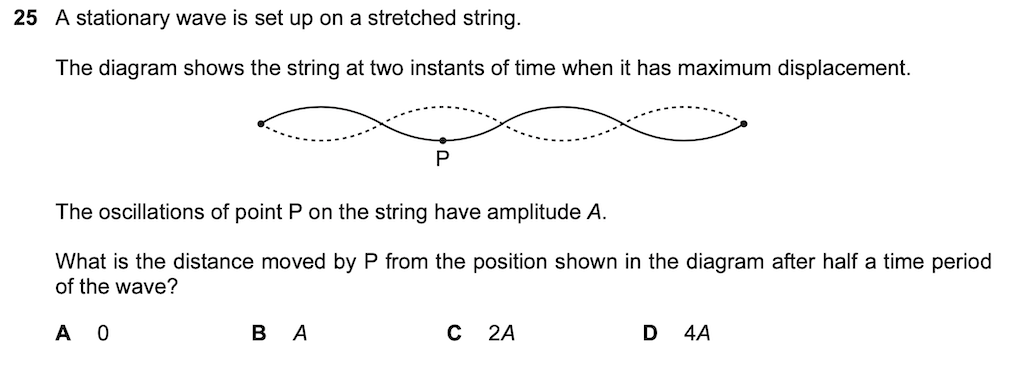 25 A stationary wave is set up on a stretched string.
The diagram shows the string at two instants of time when it has maximum displacement.
P
The oscillations of point P on the string have amplitude A.
What is the distance moved by P from the position shown in the diagram after half a time period
of the wave?
A 0 B A C 2A D 4A